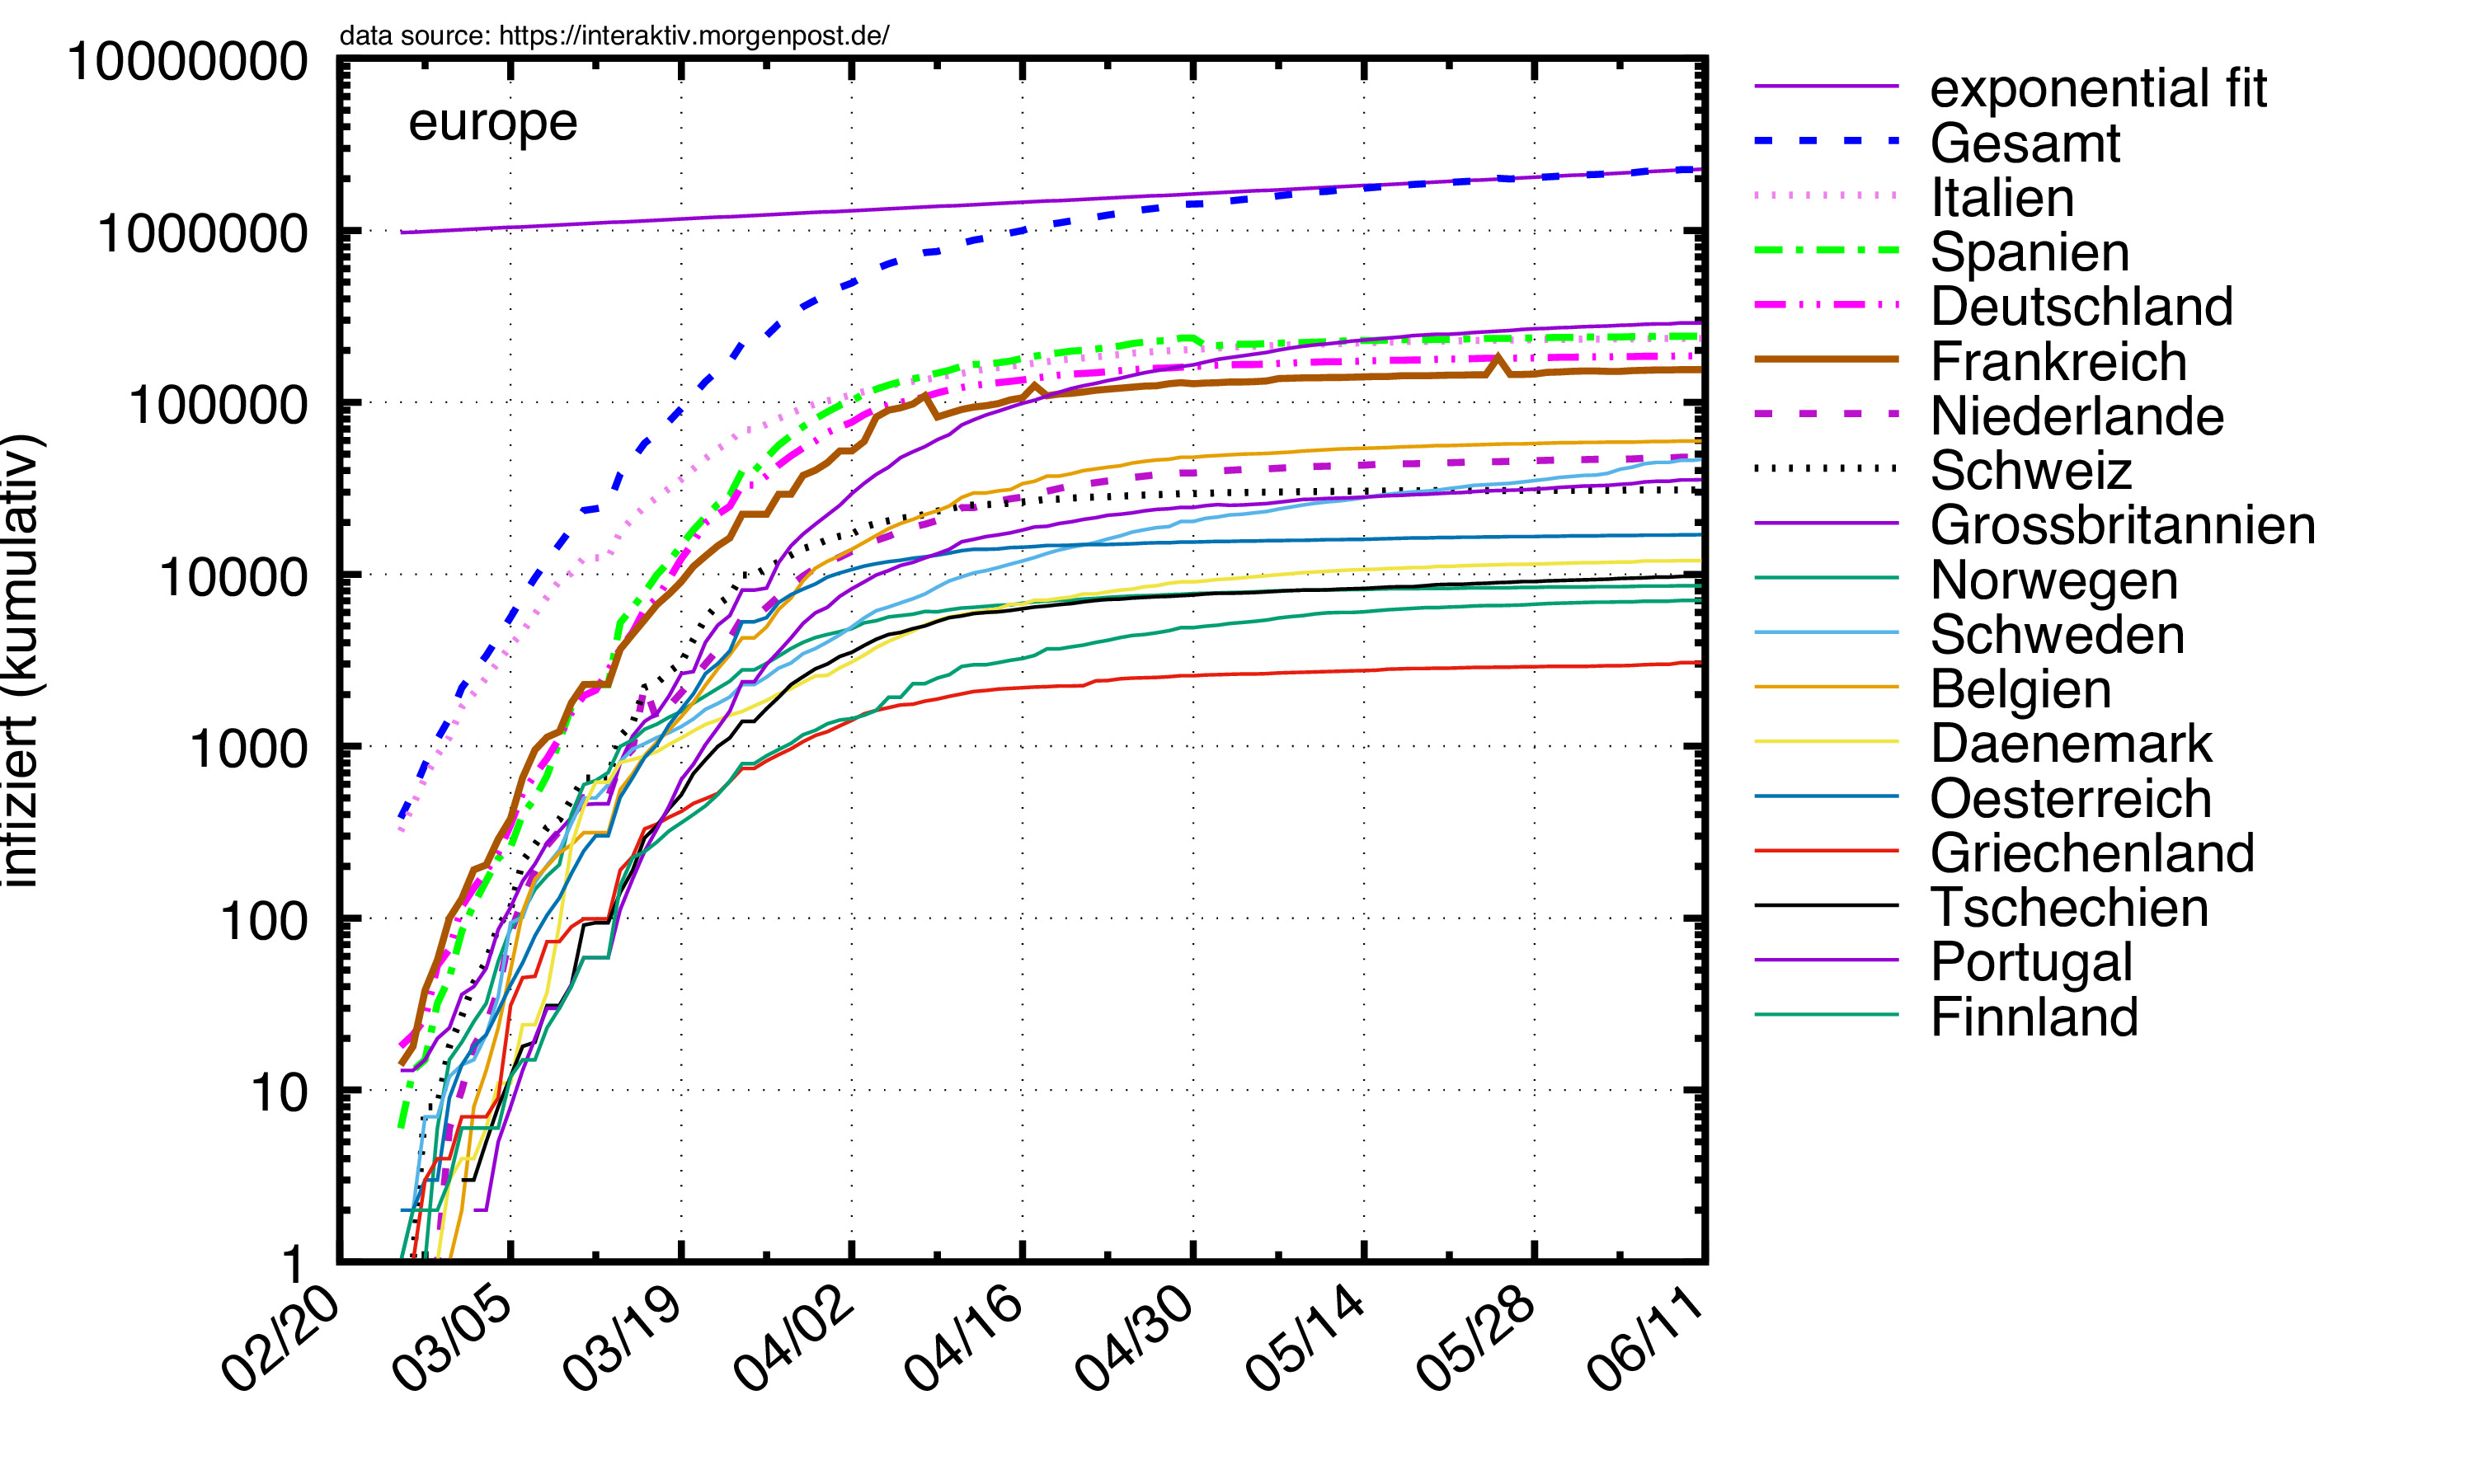 data source: https://interaktiv.morgenpost.de/
europe
infiziert (kumulativ)
10000000
1000000
100000
10000
1000
100
10
1
02/20
03/05
03/19
04/02
04/16
04/30
05/14
05/28
06/11
exponential fit
Gesamt
Italien
Spanien
Deutschland
Frankreich
Niederlande
Schweiz
Grossbritannien
Norwegen
Schweden
Belgien
Daenemark
Oesterreich
Griechenland
Tschechien
Portugal
Finnland